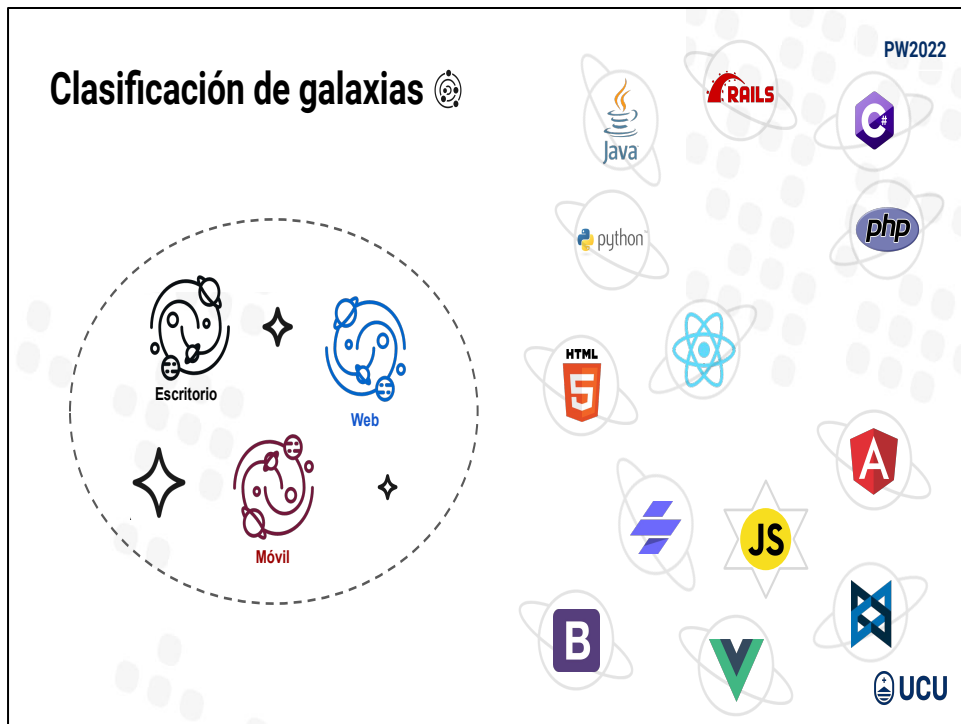 PW2022
Clasificación de galaxias
Java
RAILS
C#
python
php
Escritorio
Web
Móvil
HTML
5
A
JS
B
UCU